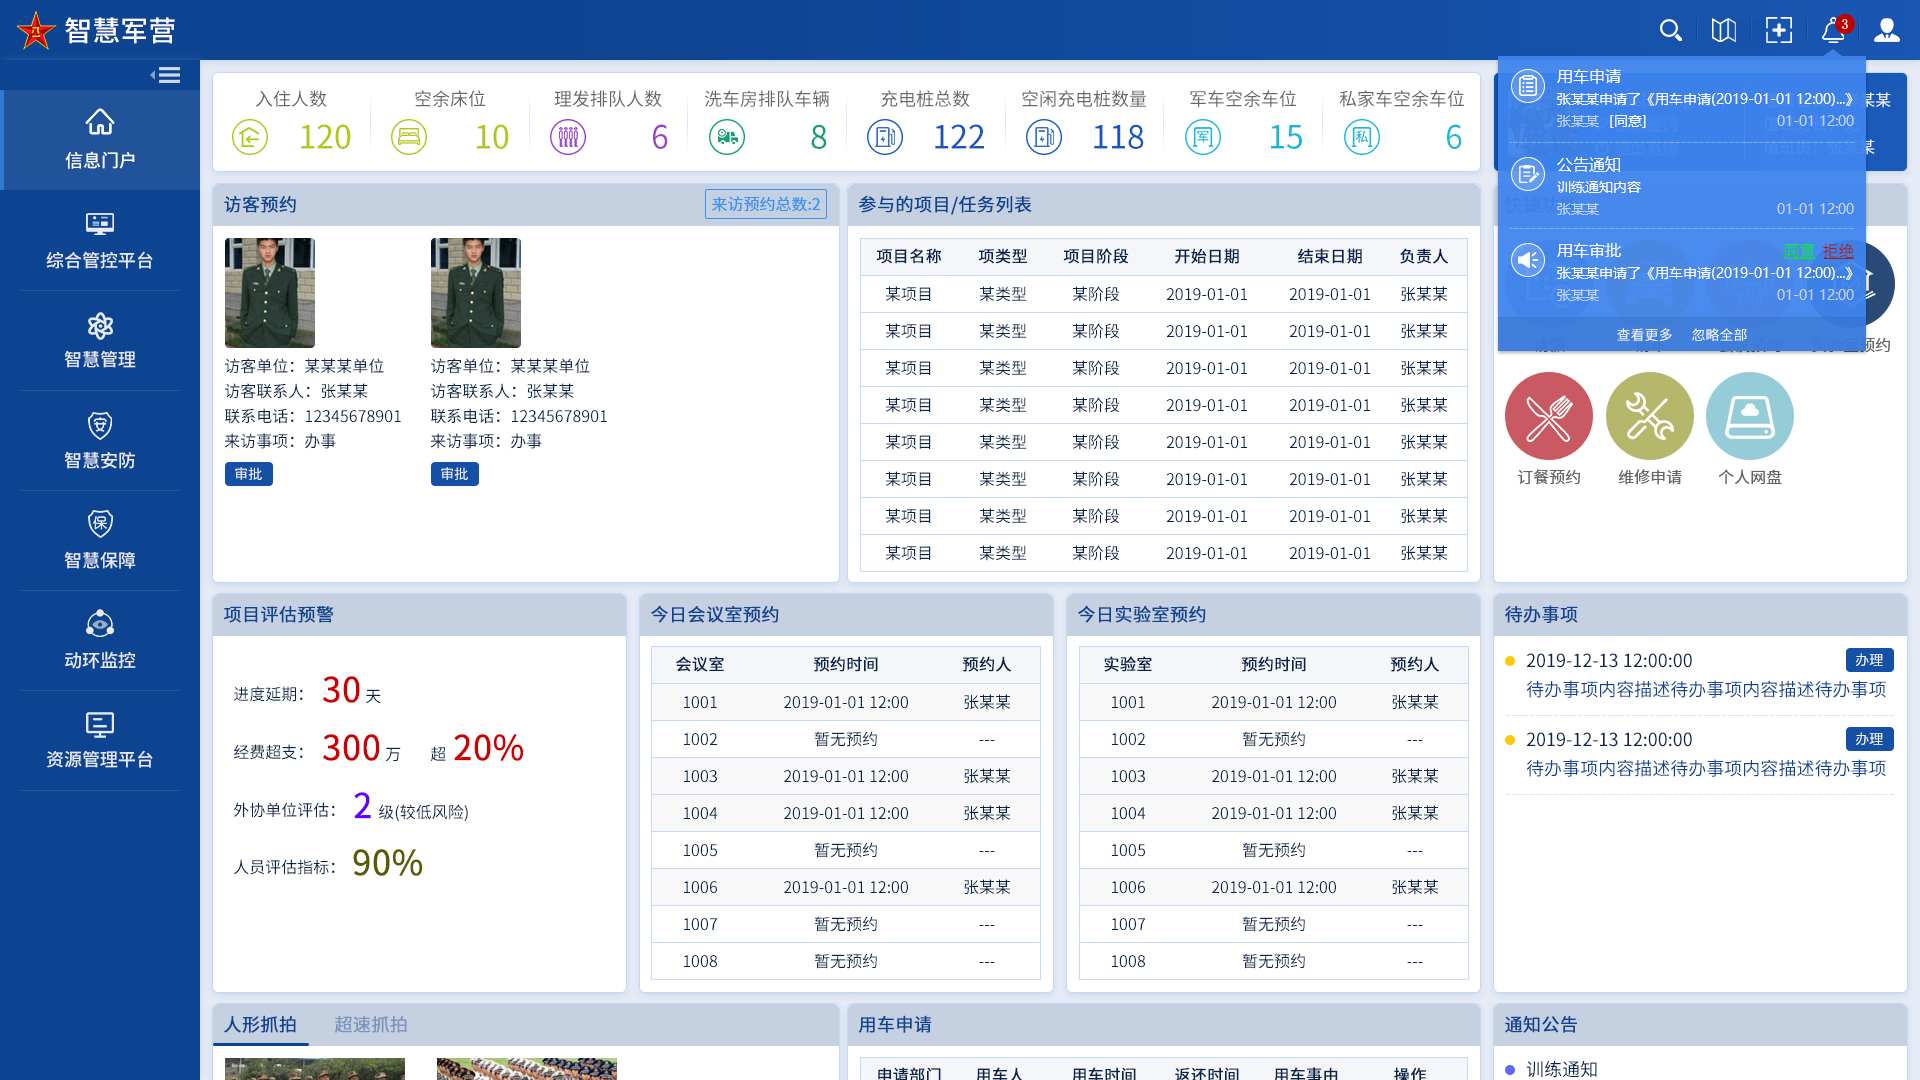 智慧军营
3
信息门户
综合管控平台
智慧管理
智慧安防
智慧保障
动环监控
资源管理平台
入住人数 120
空余床位 10
理发排队人数 6
洗车房排队车辆 8
充电桩总数 122
空闲充电桩数量 118
军车空余车位 15
私家车空余车位 6
用车申请
张某某申请了《用车申请(2019-01-01 12:00)...》
张某某 [同意] 01-01 12:00
公告通知
训练通知内容
张某某 01-01 12:00
用车审批 同意 拒绝
张某某申请了《用车申请(2019-01-01 12:00)...》
张某某 01-01 12:00
查看更多 忽略全部
访客预约 来访预约总数:2
访客单位：某某某单位
访客联系人：张某某
联系电话：12345678901
来访事项：办事
审批
访客单位：某某某单位
访客联系人：张某某
联系电话：12345678901
来访事项：办事
审批
参与的项目/任务列表
项目名称 项类型 项目阶段 开始日期 结束日期 负责人
某项目 某类型 某阶段 2019-01-01 2019-01-01 张某某
某项目 某类型 某阶段 2019-01-01 2019-01-01 张某某
某项目 某类型 某阶段 2019-01-01 2019-01-01 张某某
某项目 某类型 某阶段 2019-01-01 2019-01-01 张某某
某项目 某类型 某阶段 2019-01-01 2019-01-01 张某某
某项目 某类型 某阶段 2019-01-01 2019-01-01 张某某
某项目 某类型 某阶段 2019-01-01 2019-01-01 张某某
某项目 某类型 某阶段 2019-01-01 2019-01-01 张某某
订餐预约 维修申请 个人网盘
项目评估预警
进度延期： 30 天
经费超支： 300 万 超 20%
外协单位评估： 2 级(较低风险)
人员评估指标： 90%
今日会议室预约
会议室 预约时间 预约人
1001 2019-01-01 12:00 张某某
1002 暂无预约 ---
1003 2019-01-01 12:00 张某某
1004 2019-01-01 12:00 张某某
1005 暂无预约 ---
1006 2019-01-01 12:00 张某某
1007 暂无预约 ---
1008 暂无预约 ---
今日实验室预约
实验室 预约时间 预约人
1001 2019-01-01 12:00 张某某
1002 暂无预约 ---
1003 2019-01-01 12:00 张某某
1004 2019-01-01 12:00 张某某
1005 暂无预约 ---
1006 2019-01-01 12:00 张某某
1007 暂无预约 ---
1008 暂无预约 ---
待办事项
2019-12-13 12:00:00 办理
待办事项内容描述待办事项内容描述待办事项
2019-12-13 12:00:00 办理
待办事项内容描述待办事项内容描述待办事项
人形抓拍 超速抓拍
用车申请
申请部门 用车人 用车时间 返还时间 用车事由 操作
通知公告
训练通知